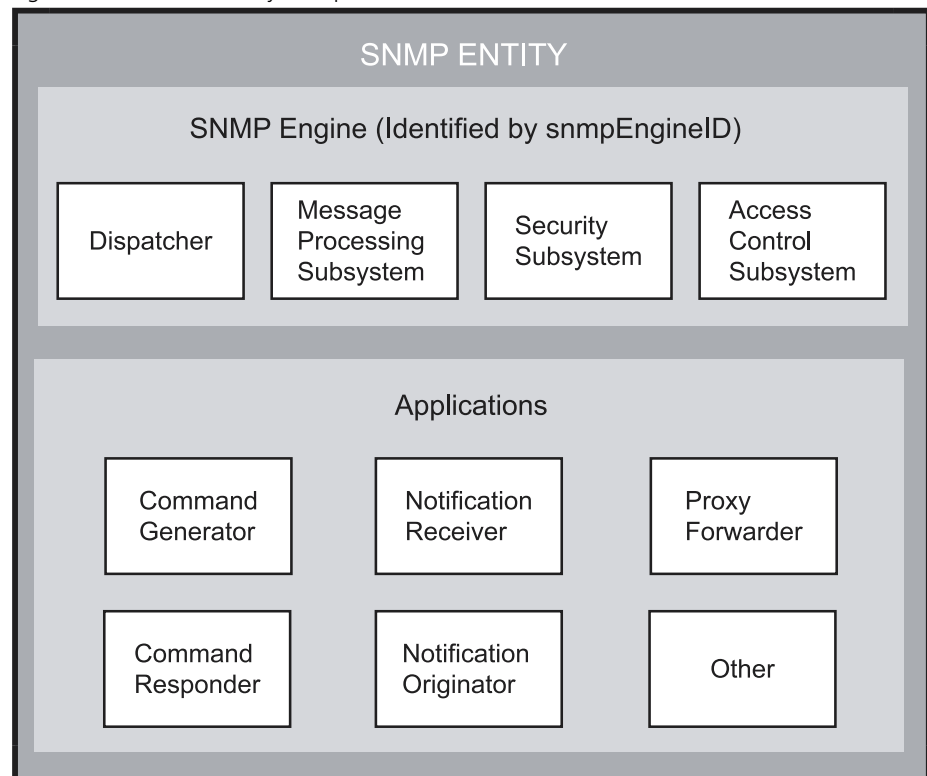 SNMP ENTITY
SNMP Engine (Identified by snmpEngineID)
Dispatcher
Message
Processing
Subsystem
Security
Subsystem
Access
Control
Subsystem
Applications
Command
Generator
Notification
Receiver
Proxy
Forwarder
Command
Responder
Notification
Originator
Other